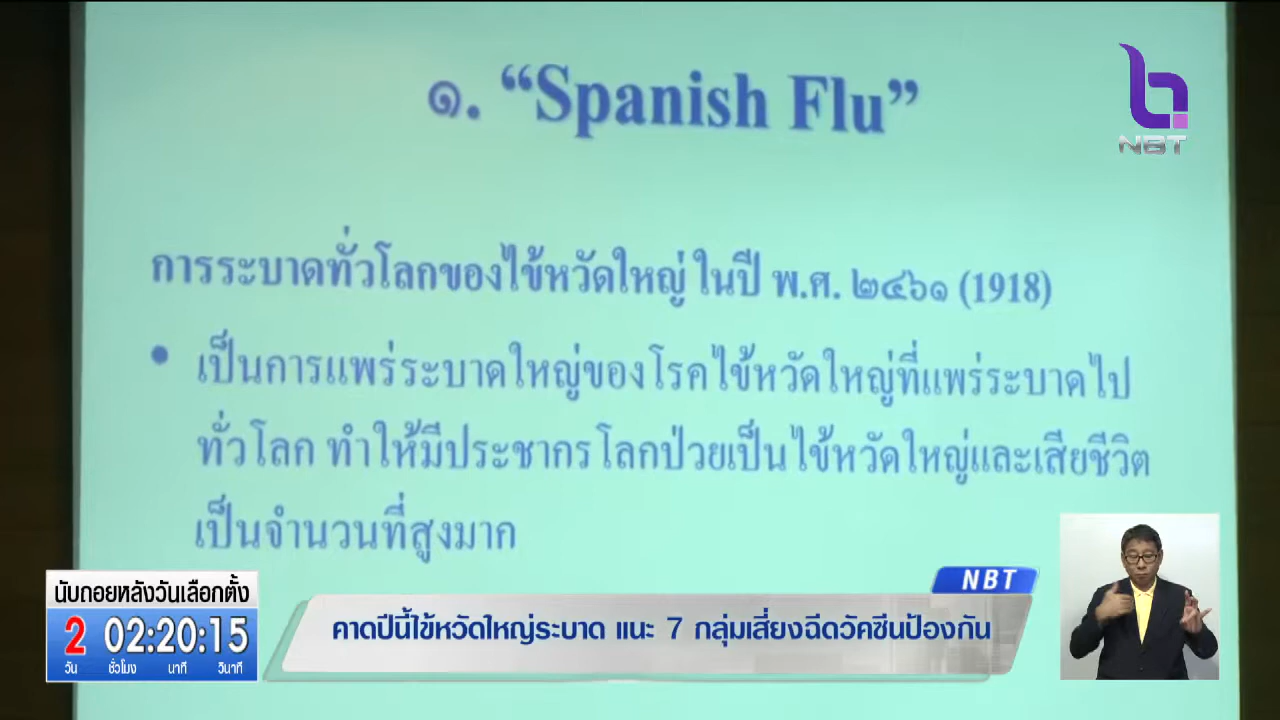 ๑. “Spanish Flu”
NBT
การระบาดทั่วโลกของไข้หวัดใหญ่ ในปี พ.ศ. ๒๔๖๑ (1918)
• เป็นการแพร่ระบาดใหญ่ของโรคไข้หวัดใหญ่ที่แพร่ระบาดไป
ทั่วโลก ทำให้มีประชากรโลกป่วยเป็นไข้หวัดใหญ่และเสียชีวิต
เป็นจำนวนที่สูงมาก
นับถอยหลังวันเลือกตั้ง
2 02:20:15
วัน ชั่วโมง นาที วินาที
NBT
คาดปีนี้ไข้หวัดใหญ่ระบาด แนะ 7 กลุ่มเสี่ยงฉีดวัคซีนป้องกัน